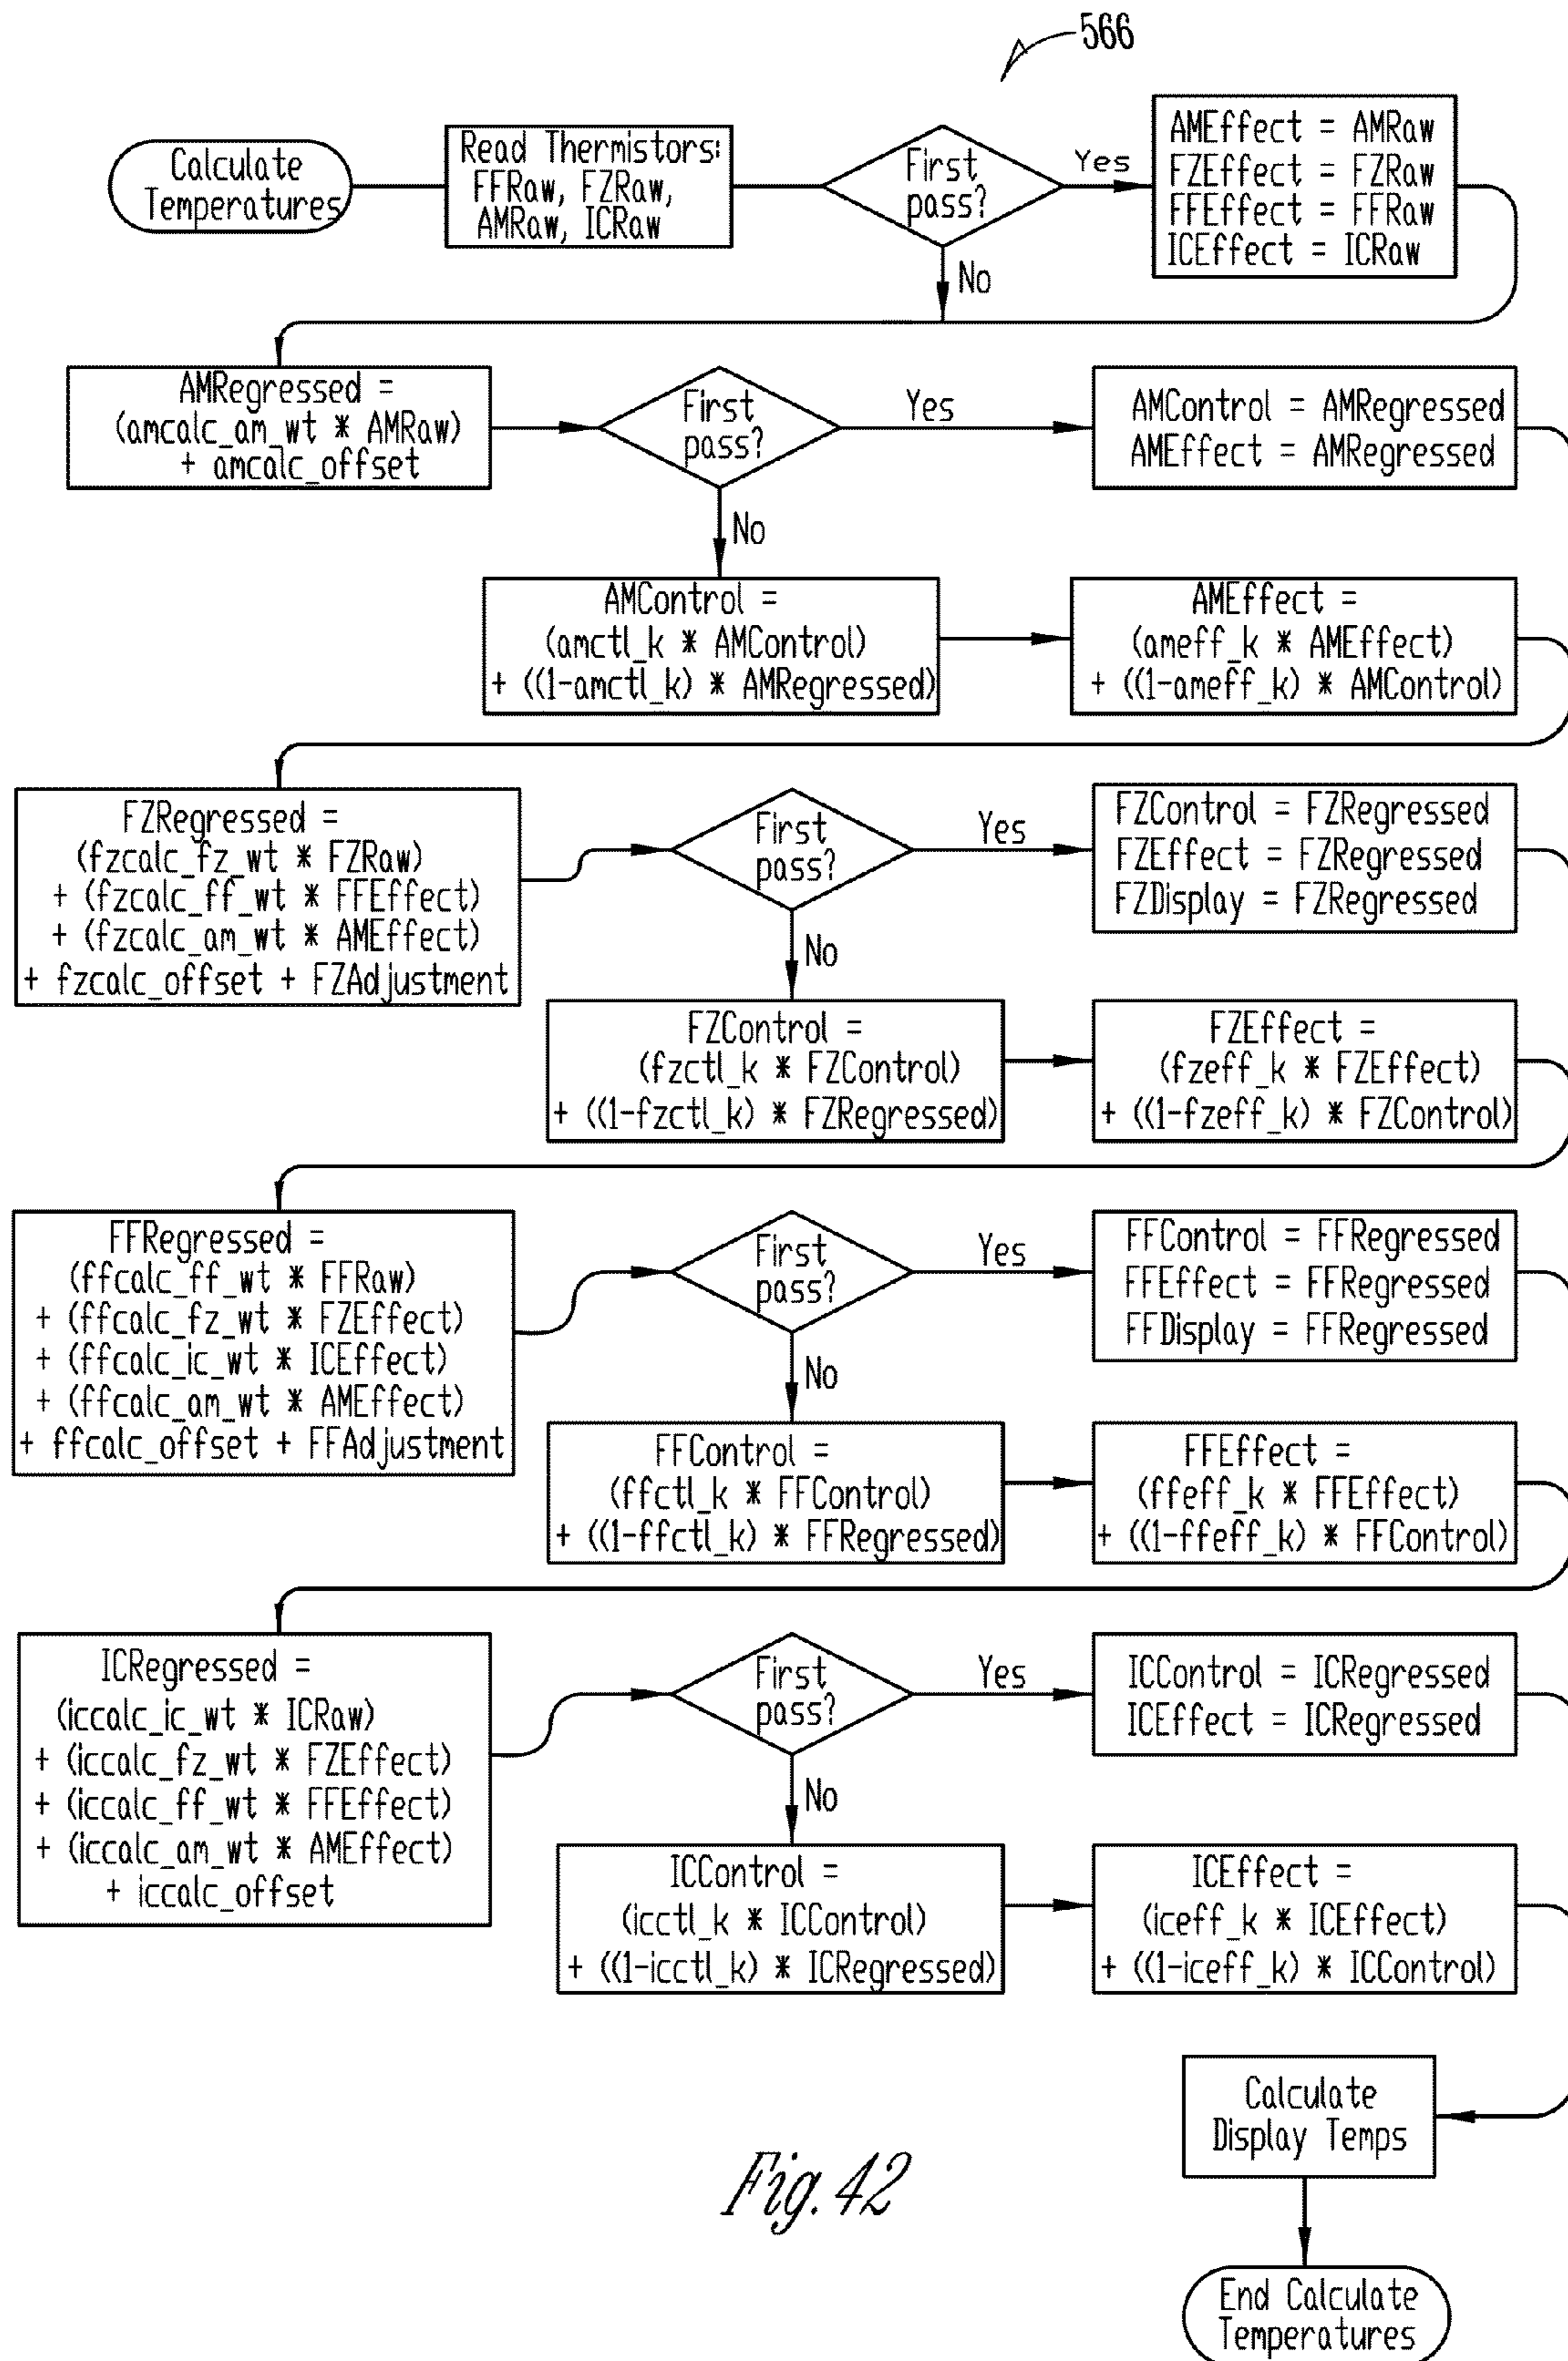 566
Calculate
Temperatures
Read Thermistors:
FFRaw, FZRaw,
AMRaw, ICRaw
First
pass?
Yes
No
AMEffect = AMRaw
FZEffect = FZRaw
FFEffect = FFRaw
ICEffect = ICRaw
AMRegressed =
(amcalc_am_wt * AMRaw)
+ amcalc_offset
First
pass?
Yes
No
AMControl = AMRegressed
AMEffect = AMRegressed
AMControl =
(amctl_k * AMControl)
+ ((1-amctl_k) * AMRegressed)
AMEffect =
(ameff_k * AMEffect)
+ ((1-ameff_k) * AMControl)
FZRegressed =
(fzcalc_fz_wt * FZRaw)
+ (fzcalc_ff_wt * FFEffect)
+ (fzcalc_am_wt * AMEffect)
+ fzcalc_offset + FZAdjustment
First
pass?
Yes
No
FZControl = FZRegressed
FZEffect = FZRegressed
FZDisplay = FZRegressed
FZControl =
(fzctl_k * FZControl)
+ ((1-fzctl_k) * FZRegressed)
FZEffect =
(fzeff_k * FZEffect)
+ ((1-fzeff_k) * FZControl)
FFRegressed =
(ffcalc_ff_wt * FFRaw)
+ (ffcalc_fz_wt * FZEffect)
+ (ffcalc_ic_wt * ICEffect)
+ (ffcalc_am_wt * AMEffect)
+ ffcalc_offset + FFAdjustment
First
pass?
Yes
No
FFControl = FFRegressed
FFEffect = FFRegressed
FFDisplay = FFRegressed
FFControl =
(ffctl_k * FFControl)
+ ((1-ffctl_k) * FFRegressed)
FFEffect =
(ffeff_k * FFEffect)
+ ((1-ffeff_k) * FFControl)
ICRegressed =
(iccalc_ic_wt * ICRaw)
+ (iccalc_fz_wt * FZEffect)
+ (iccalc_ff_wt * FFEffect)
+ (iccalc_am_wt * AMEffect)
+ iccalc_offset
First
pass?
Yes
No
ICControl = ICRegressed
ICEffect = ICRegressed
ICControl =
(icctl_k * ICControl)
+ ((1-icctl_k) * ICRegressed)
ICEffect =
(iceff_k * ICEffect)
+ ((1-iceff_k) * ICControl)
Calculate
Display Temps
End Calculate
Temperatures
Fig. 42